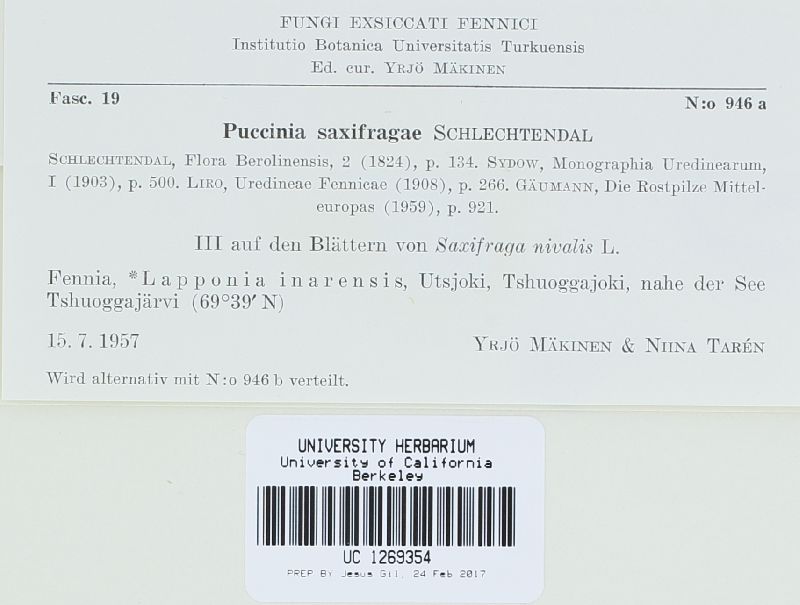 FUNGI EXSICCATI FENNICI
Institutio Botanica Universitatis Turkuensis
Ed. cur. YRJÖ MÄKINEN
Fasc. 19 N:o 946 a
Puccinia saxifragae SCHLECHTENDAL
SCHLECHTENDAL, Flora Berolinensis, 2 (1824), p. 134. SYDOW, Monographia Uredinearum,
I (1903), p. 500. LIRO, Uredineae Fennicae (1908), p. 266. GÄUMANN, Die Rostpilze Mittel-
europas (1959), p. 921.
III auf den Blättern von Saxifraga nivalis L.
Fennia, *Lapponia inarensis, Utsjoki, Tshuoggajoki, nahe der See
Tshuoggajärvi (69°39′ N)
15. 7. 1957 YRJÖ MÄKINEN & NIINA TARÉN
Wird alternativ mit N:o 946 b verteilt.
UNIVERSITY HERBARIUM
University of California
Berkeley
UC 1269354
PREP BY Jesus Gil, 24 Feb 2017